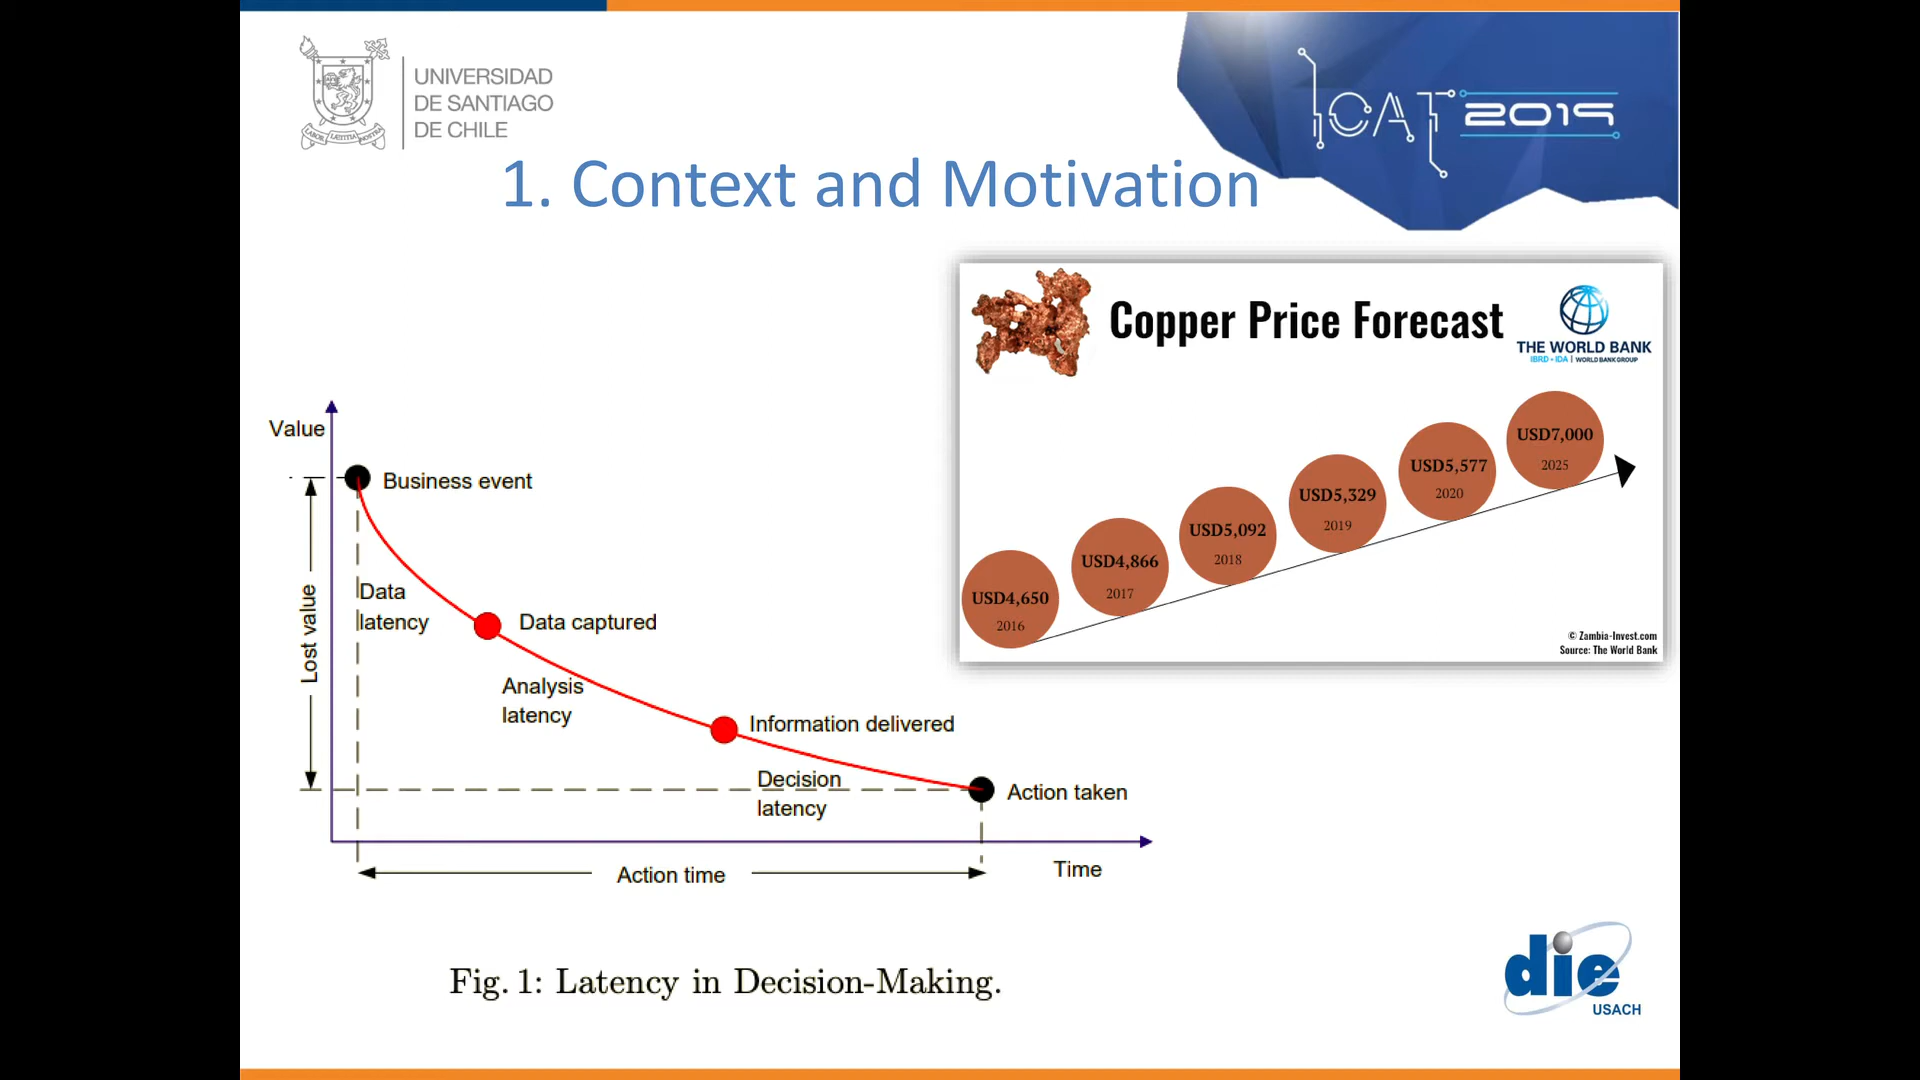 UNIVERSIDAD
DE SANTIAGO
DE CHILE
LABOR LÆTITIA NOSTRA
ICAT 2019
1. Context and Motivation
Copper Price Forecast
THE WORLD BANK
IBRD • IDA | WORLD BANK GROUP
USD4,650
2016
USD4,866
2017
USD5,092
2018
USD5,329
2019
USD5,577
2020
USD7,000
2025
© Zambia-Invest.com
Source: The World Bank
Value
Business event
Data
latency
Data captured
Lost value
Analysis
latency
Information delivered
Decision
latency
Action taken
Action time
Time
Fig. 1: Latency in Decision-Making.
die
USACH